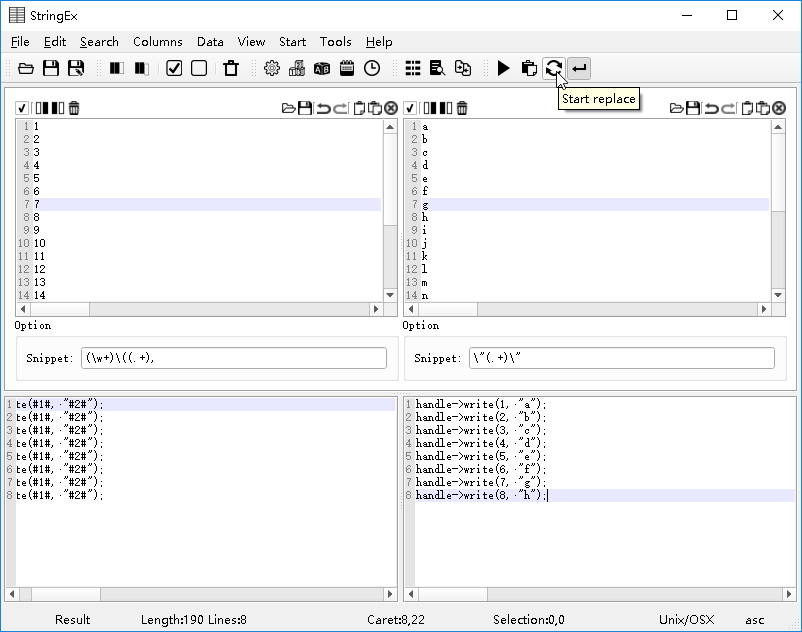 StringEx
File Edit Search Columns Data View Start Tools Help
Start replace
1 1
2 2
3 3
4 4
5 5
6 6
7 7
8 8
9 9
10 10
11 11
12 12
13 13
14 14
Option
Snippet: (\w+)\((.+),
1 a
2 b
3 c
4 d
5 e
6 f
7 g
8 h
9 i
10 j
11 k
12 l
13 m
14 n
Option
Snippet: \"(.+)\"
1 te(#1#,·"#2#");
2 te(#1#,·"#2#");
3 te(#1#,·"#2#");
4 te(#1#,·"#2#");
5 te(#1#,·"#2#");
6 te(#1#,·"#2#");
7 te(#1#,·"#2#");
8 te(#1#,·"#2#");
1 handle->write(1,·"a");
2 handle->write(2,·"b");
3 handle->write(3,·"c");
4 handle->write(4,·"d");
5 handle->write(5,·"e");
6 handle->write(6,·"f");
7 handle->write(7,·"g");
8 handle->write(8,·"h");
Result Length:190 Lines:8 Caret:8,22 Selection:0,0 Unix/OSX asc